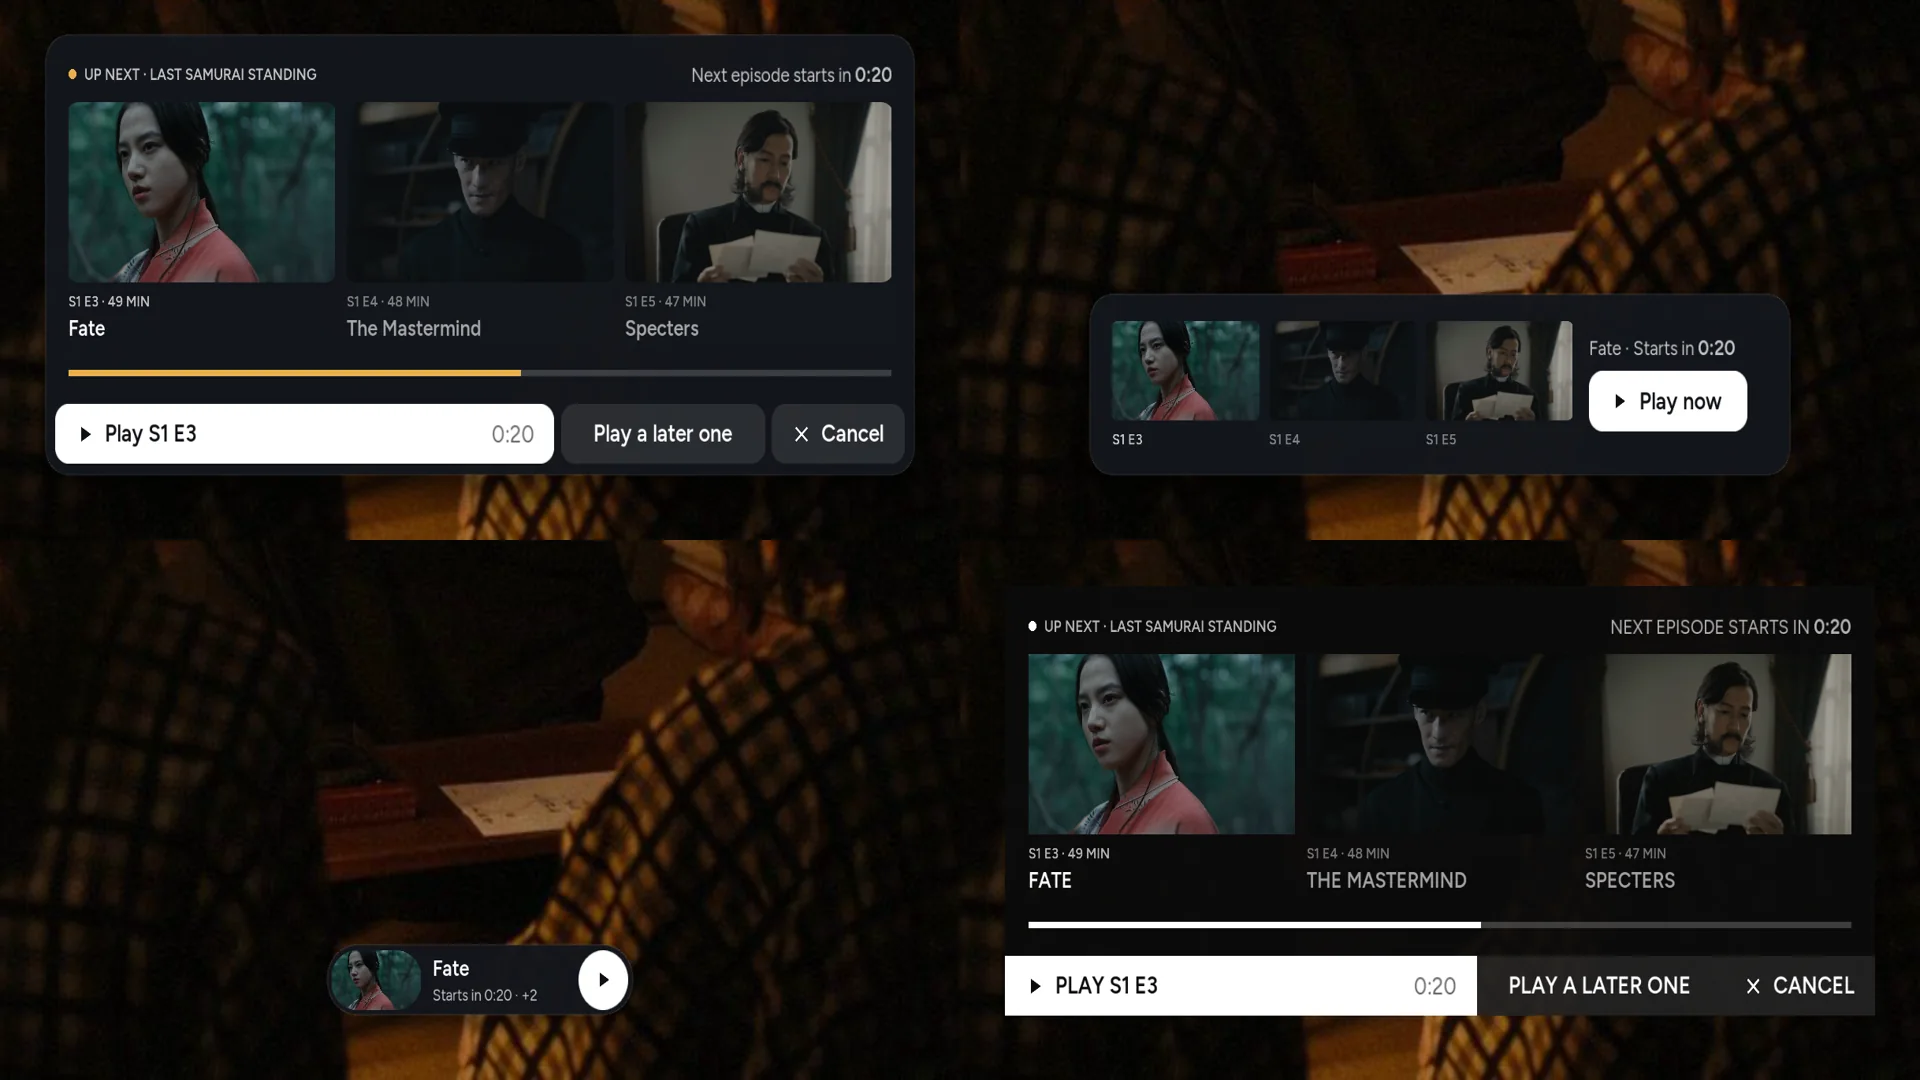 UP NEXT · LAST SAMURAI STANDING
Next episode starts in 0:20
S1 E3 · 49 MIN
Fate
S1 E4 · 48 MIN
The Mastermind
S1 E5 · 47 MIN
Specters
Play S1 E3
0:20
Play a later one
Cancel
S1 E3
S1 E4
S1 E5
Fate · Starts in 0:20
Play now
Fate
Starts in 0:20 · +2
UP NEXT · LAST SAMURAI STANDING
NEXT EPISODE STARTS IN 0:20
S1 E3 · 49 MIN
FATE
S1 E4 · 48 MIN
THE MASTERMIND
S1 E5 · 47 MIN
SPECTERS
PLAY S1 E3
0:20
PLAY A LATER ONE
CANCEL